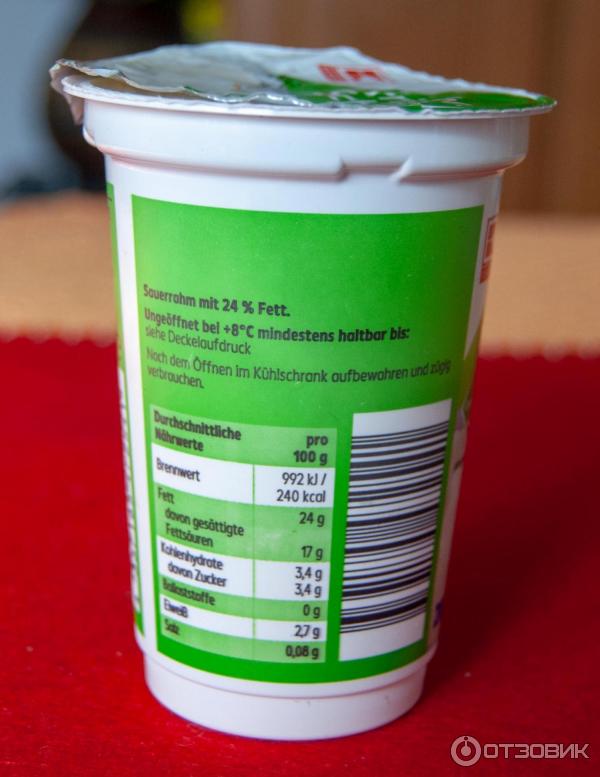 Sauerrahm mit 24 % Fett.
Ungeöffnet bei +8°C mindestens haltbar bis:
siehe Deckelaufdruck
Nach dem Öffnen im Kühlschrank aufbewahren und zügig
verbrauchen.
Durchschnittliche
Nährwerte pro
100 g
Brennwert 992 kJ /
240 kcal
Fett 24 g
davon gesättigte
Fettsäuren 17 g
Kohlenhydrate 3,4 g
davon Zucker 3,4 g
Ballaststoffe 0 g
Eiweiß 2,7 g
Salz 0,08 g
ОТЗОВИК